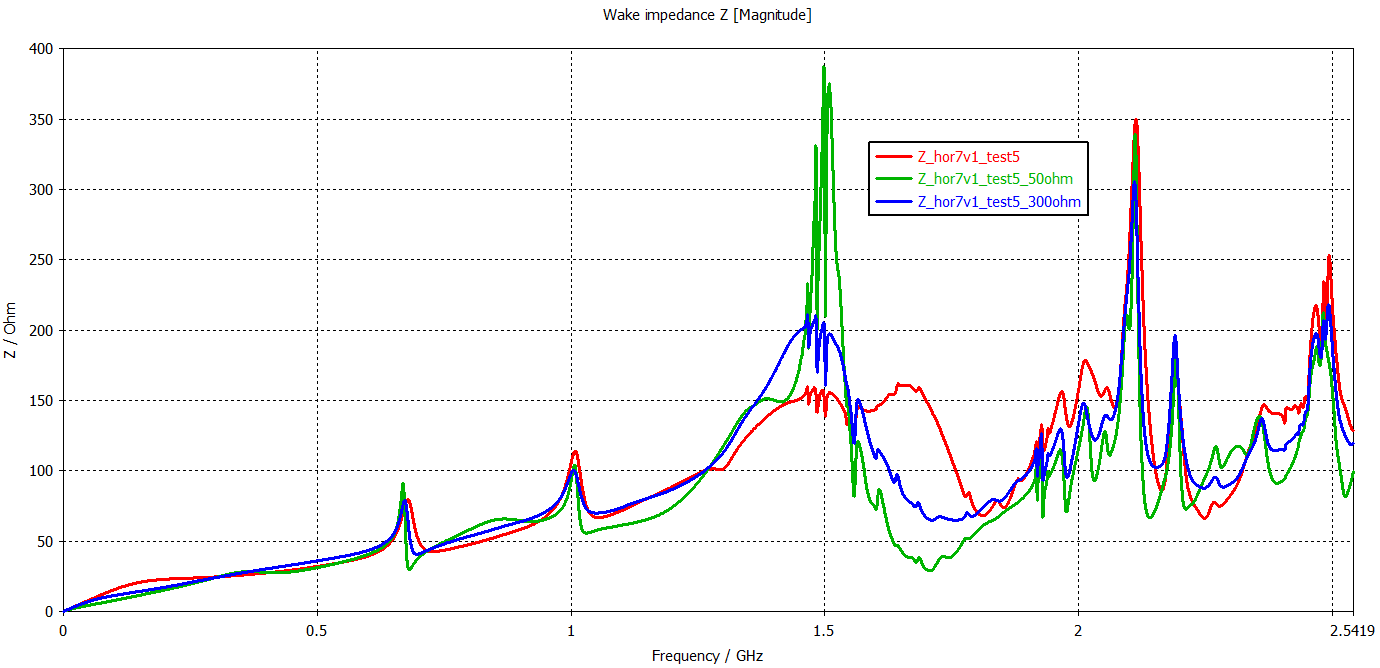 Wake impedance Z [Magnitude]
400
350
300
250
200
150
100
50
0
Z / Ohm
Z_hor7v1_test5
Z_hor7v1_test5_50ohm
Z_hor7v1_test5_300ohm
0 0.5 1 1.5 2 2.5419
Frequency / GHz